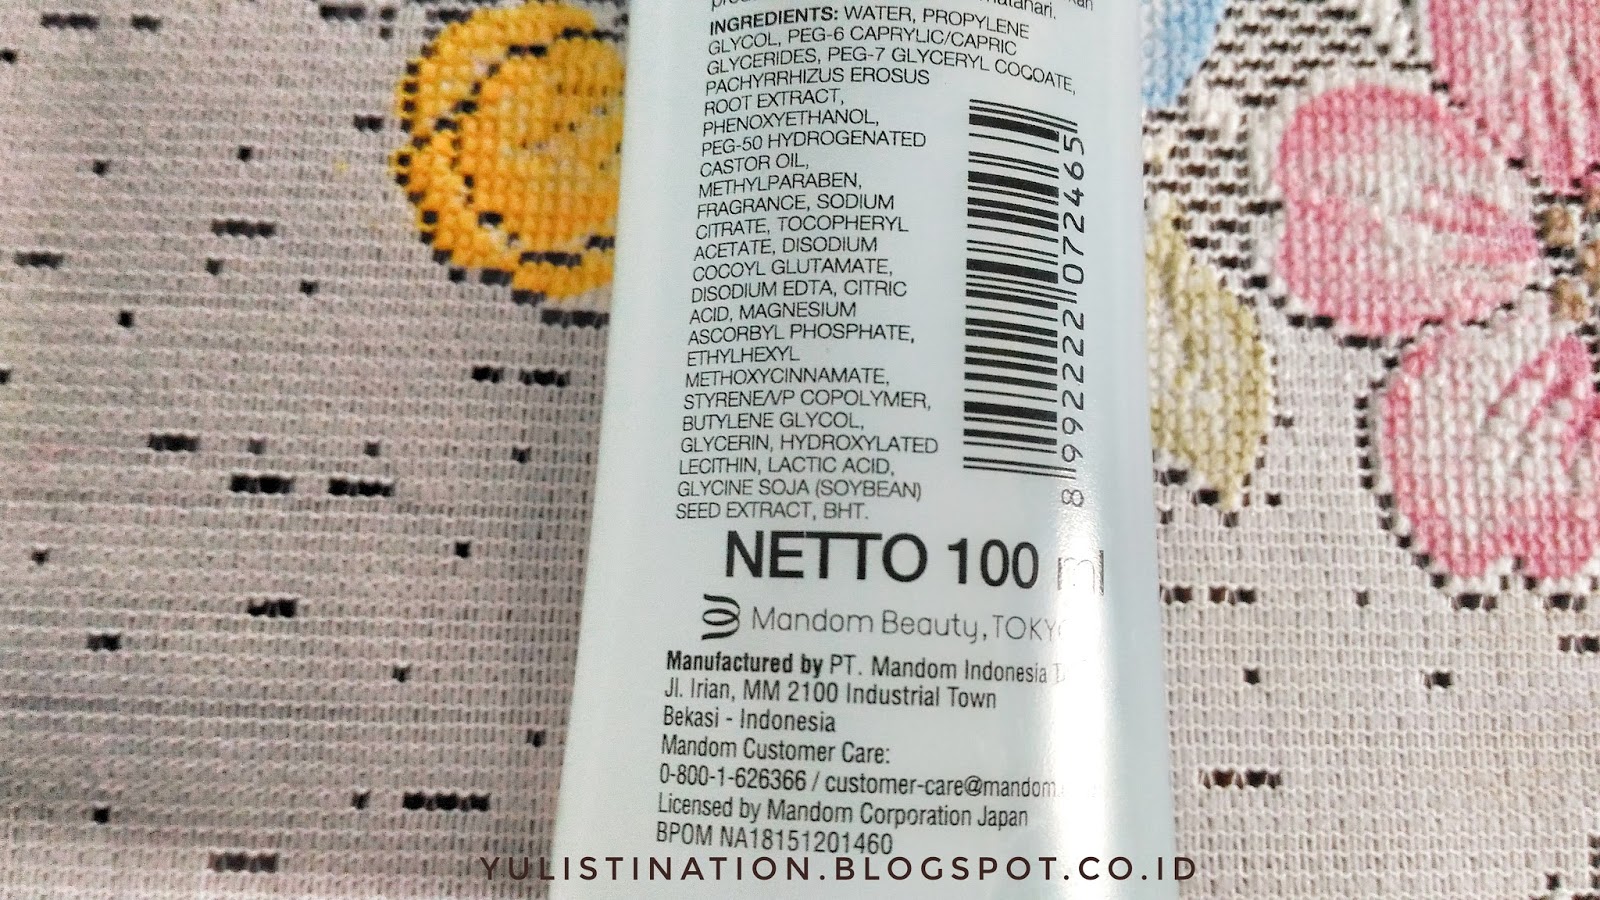 matahari.
INGREDIENTS: WATER, PROPYLENE
GLYCOL, PEG-6 CAPRYLIC/CAPRIC
GLYCERIDES, PEG-7 GLYCERYL COCOATE,
PACHYRRHIZUS EROSUS
ROOT EXTRACT,
PHENOXYETHANOL,
PEG-50 HYDROGENATED
CASTOR OIL,
METHYLPARABEN,
FRAGRANCE, SODIUM
CITRATE, TOCOPHERYL
ACETATE, DISODIUM
COCOYL GLUTAMATE,
DISODIUM EDTA, CITRIC
ACID, MAGNESIUM
ASCORBYL PHOSPHATE,
ETHYLHEXYL
METHOXYCINNAMATE,
STYRENE/VP COPOLYMER,
BUTYLENE GLYCOL,
GLYCERIN, HYDROXYLATED
LECITHIN, LACTIC ACID,
GLYCINE SOJA (SOYBEAN)
SEED EXTRACT, BHT.
8 992222 072465
NETTO 100 ml
Mandom Beauty, TOKYO
Manufactured by PT. Mandom Indonesia
Jl. Irian, MM 2100 Industrial Town
Bekasi - Indonesia
Mandom Customer Care:
0-800-1-626366 / customer-care@mandom.
Licensed by Mandom Corporation Japan
BPOM NA18151201460
YULISTINATION.BLOGSPOT.CO.ID